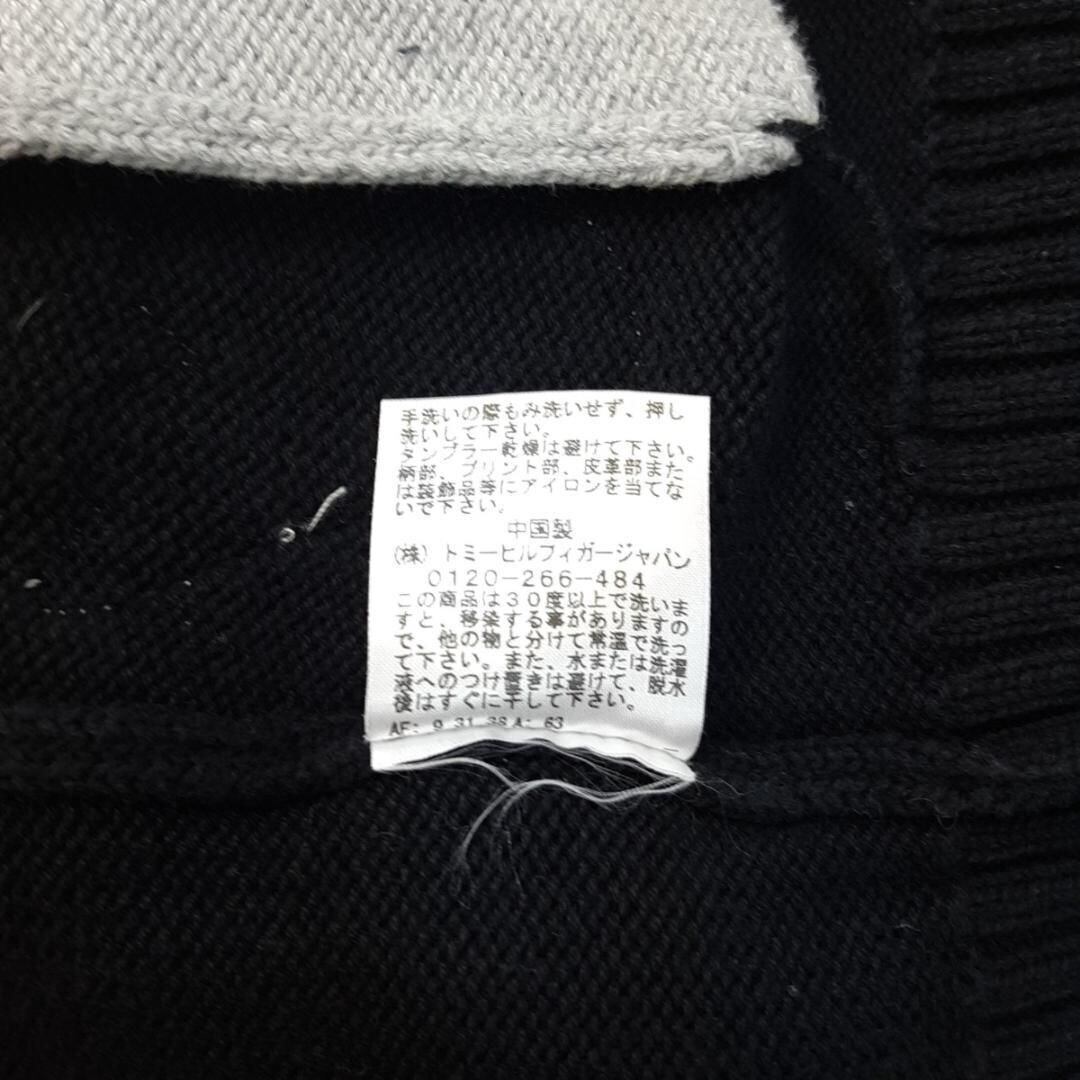 手洗いの際もみ洗いせず、押し
洗いして下さい。
タンブラー乾燥は避けて下さい。
柄部、プリント部、皮革部また
は装飾品等にアイロンを当てな
いで下さい。
中国製
(株) トミーヒルフィガージャパン
0120-266-484
この商品は30度以上で洗いま
すと、移染する事がありますの
で、他の物と分けて常温で洗っ
て下さい。また、水または洗濯
液へのつけ置きは避けて、脱水
後はすぐに干して下さい。
AF: 9 31 38 A: 63